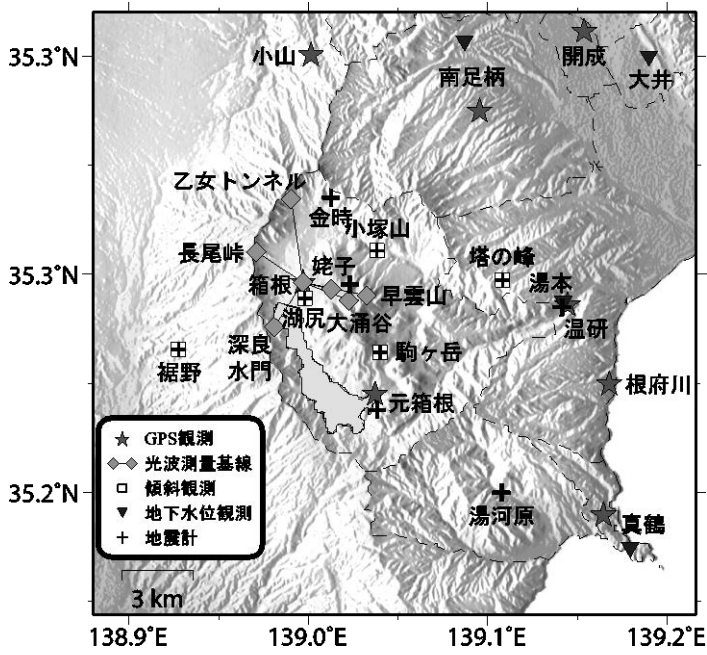 35.3°N
小山
開成
南足柄
大井
乙女トンネル
金時
小塚山
長尾峠
35.3°N
箱根
姥子
塔の峰
湯本
早雲山
湖尻
大涌谷
温研
深良
水門
駒ヶ岳
裾野
元箱根
根府川
GPS観測
光波測量基線
傾斜観測
地下水位観測
地震計
35.2°N
湯河原
真鶴
3 km
138.9°E
139.0°E
139.1°E
139.2°E